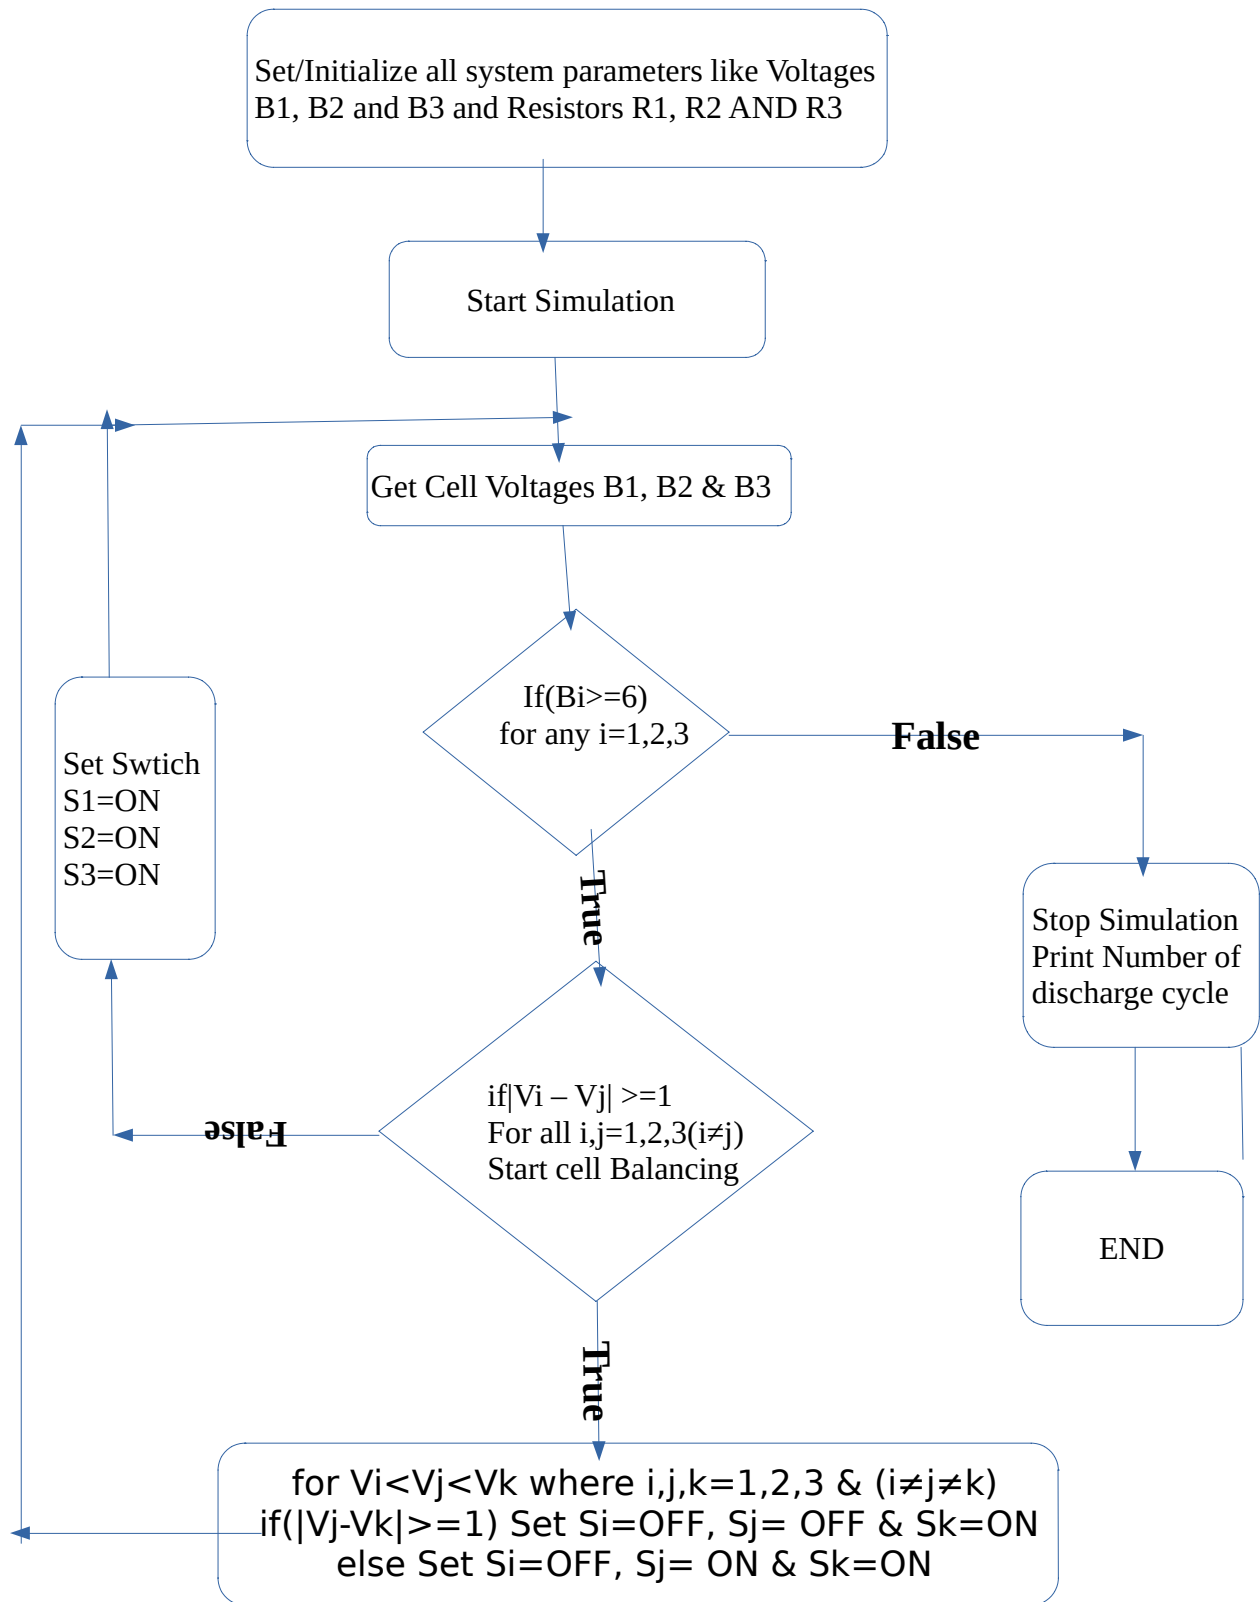 Set/Initialize all system parameters like Voltages
B1, B2 and B3 and Resistors R1, R2 AND R3
Start Simulation
Get Cell Voltages B1, B2 & B3
If(Bi>=6)
for any i=1,2,3
False
True
Set Swtich
S1=ON
S2=ON
S3=ON
Stop Simulation
Print Number of
discharge cycle
if|Vi – Vj| >=1
For all i,j=1,2,3(i≠j)
Start cell Balancing
False
END
True
for Vi<Vj<Vk where i,j,k=1,2,3 & (i≠j≠k)
if(|Vj-Vk|>=1) Set Si=OFF, Sj= OFF & Sk=ON
else Set Si=OFF, Sj= ON & Sk=ON